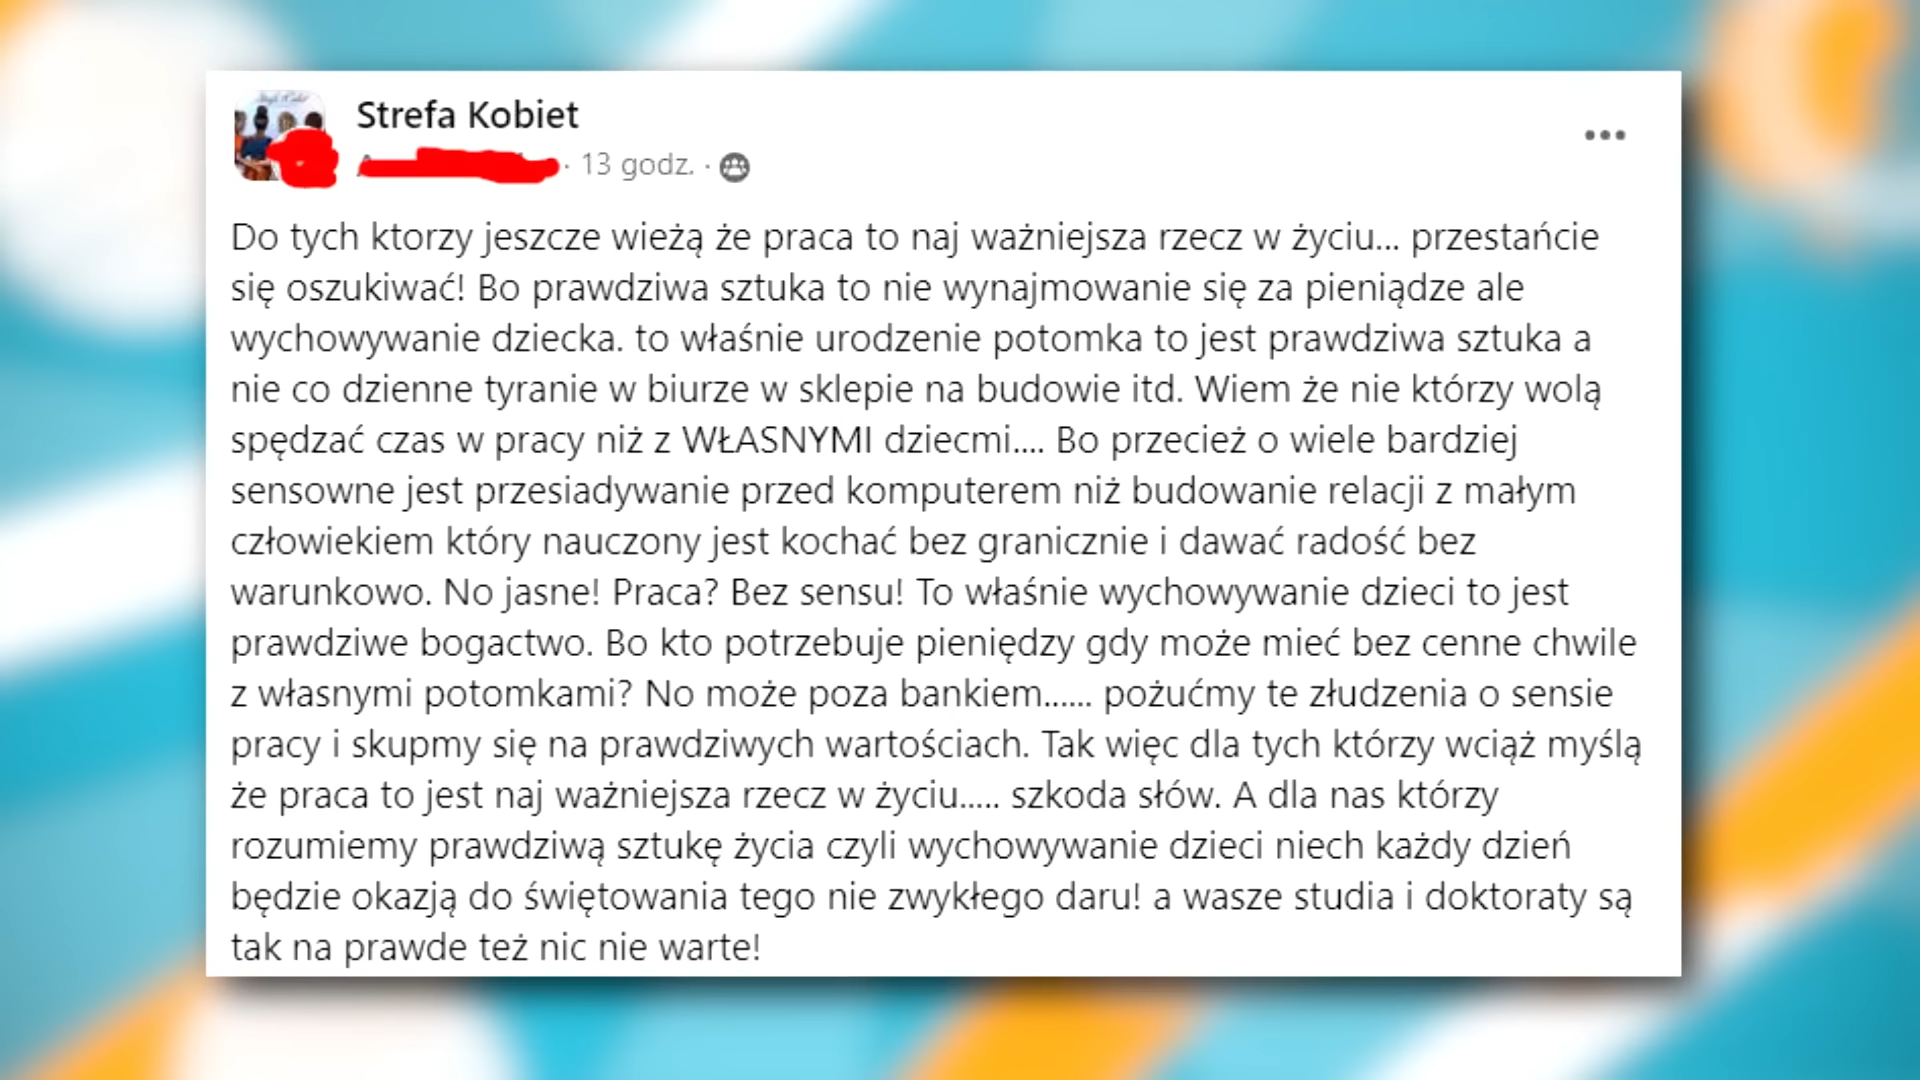 Strefa Kobiet
· 13 godz. ·
Do tych ktorzy jeszcze wieżą że praca to naj ważniejsza rzecz w życiu... przestańcie
się oszukiwać! Bo prawdziwa sztuka to nie wynajmowanie się za pieniądze ale
wychowywanie dziecka. to właśnie urodzenie potomka to jest prawdziwa sztuka a
nie co dzienne tyranie w biurze w sklepie na budowie itd. Wiem że nie którzy wolą
spędzać czas w pracy niż z WŁASNYMI dziecmi.... Bo przecież o wiele bardziej
sensowne jest przesiadywanie przed komputerem niż budowanie relacji z małym
człowiekiem który nauczony jest kochać bez granicznie i dawać radość bez
warunkowo. No jasne! Praca? Bez sensu! To właśnie wychowywanie dzieci to jest
prawdziwe bogactwo. Bo kto potrzebuje pieniędzy gdy może mieć bez cenne chwile
z własnymi potomkami? No może poza bankiem...... pożućmy te złudzenia o sensie
pracy i skupmy się na prawdziwych wartościach. Tak więc dla tych którzy wciąż myślą
że praca to jest naj ważniejsza rzecz w życiu..... szkoda słów. A dla nas którzy
rozumiemy prawdziwą sztukę życia czyli wychowywanie dzieci niech każdy dzień
będzie okazją do świętowania tego nie zwykłego daru! a wasze studia i doktoraty są
tak na prawde też nic nie warte!